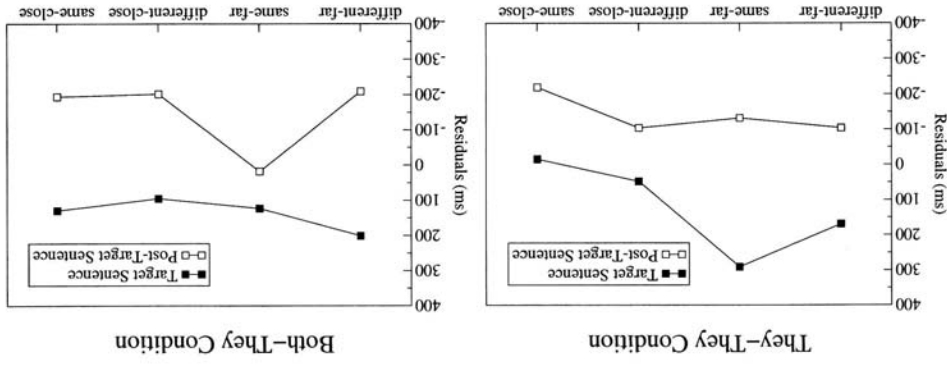 They–They Condition
Residuals (ms)
400
300
200
100
0
-100
-200
-300
-400
Target Sentence
Post-Target Sentence
different-far
same-far
different-close
same-close
Both–They Condition
Residuals (ms)
400
300
200
100
0
-100
-200
-300
-400
Target Sentence
Post-Target Sentence
different-far
same-far
different-close
same-close